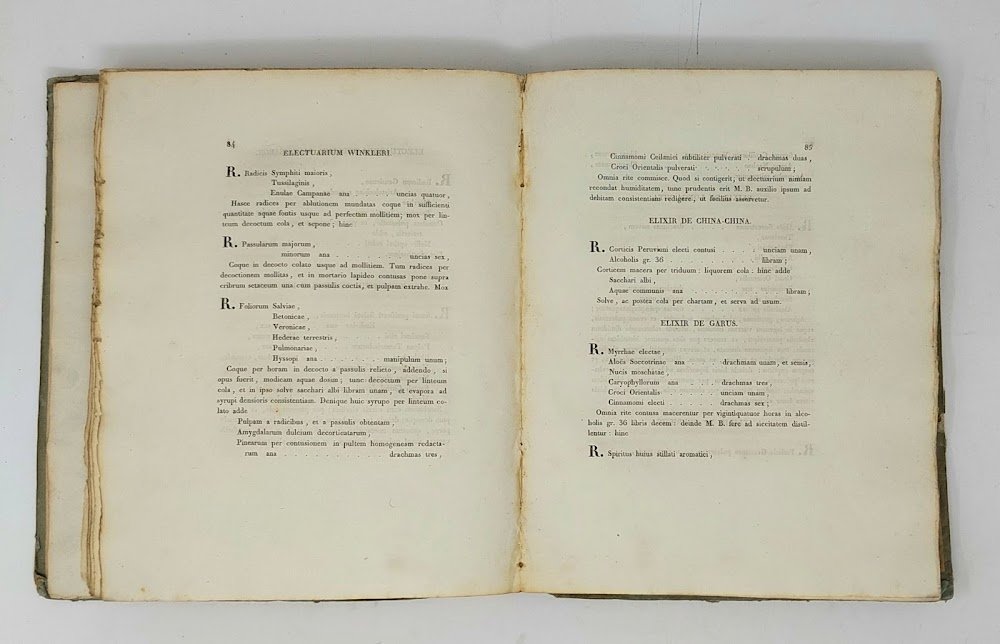 84
ELECTUARIUM WINKLERI
R. Radicis Symphiti maioris,
Tussilaginis,
Enulae Campanae ana . . . . . uncias quatuor,
Hasce radices per ablutionem mundatas coque in sufficienti
quantitate aquae fontis usque ad perfectam mollitiem; mox per lin-
teum decoctum cola, et sepone; hinc
R. Passularum majorum,
minorum ana . . . . . . . . uncias sex,
Coque in decocto colato usque ad mollitiem. Tum radices per
decoctionem mollitas, et in mortario lapideo contusas pone supra
cribrum setaceum una cum passulis coctis, et pulpam extrahe. Mox
R. Foliorum Salviae,
Betonicae,
Veronicae,
Hederae terrestris,
Pulmonariae,
Hyssopi ana . . . . . . . . manipulum unum;
Coque per horam in decocto a passulis relicto, addendo, si
opus fuerit, modicam aquae dosim; tunc decoctum per linteum
cola, et in ipso solve sacchari albi libram unam, et evapora ad
syrupi densioris consistentiam. Denique huic syrupo per linteum co-
lato adde
Pulpam a radicibus, et a passulis obtentam,
Amygdalarum dulcium decorticatarum,
Pinearum per contusionem in pultem homogeneam redacta-
rum ana . . . . . . . . . . . . . drachmas tres,
85
Cinnamomi Ceilanici subtiliter pulverati drachmas duas,
Croci Orientalis pulverati . . . . . . scrupulum;
Omnia rite commisce. Quod si contigerit, ut electuarium nimiam
recondat humiditatem, tunc prudentis erit M. B. auxilio ipsum ad
debitam consistentiam redigere, ut facilius asservetur.
ELIXIR DE CHINA-CHINA.
R. Corticis Peruviani electi contusi . . . . unciam unam,
Alcoholis gr. 36 . . . . . . . . . . . . libram;
Corticem macera per triduum: liquorem cola: hinc adde
Sacchari albi,
Aquae communis ana . . . . . . . . . . libram;
Solve, ac postea cola per chartam, et serva ad usum.
ELIXIR DE GARUS.
R. Myrrhae electae,
Aloës Soccotrinae ana . . . . drachmam unam, et semis,
Nucis moschatae,
Caryophyllorum ana . . . . . drachmas tres,
Croci Orientalis . . . . . . . unciam unam,
Cinnamomi electi . . . . . . . drachmas sex;
Omnia rite contusa macerentur per vigintiquatuor horas in alco-
holis gr. 36 libris decem: deinde M. B. fere ad siccitatem distil-
lentur: hinc
R. Spiritus huius stillati aromatici,